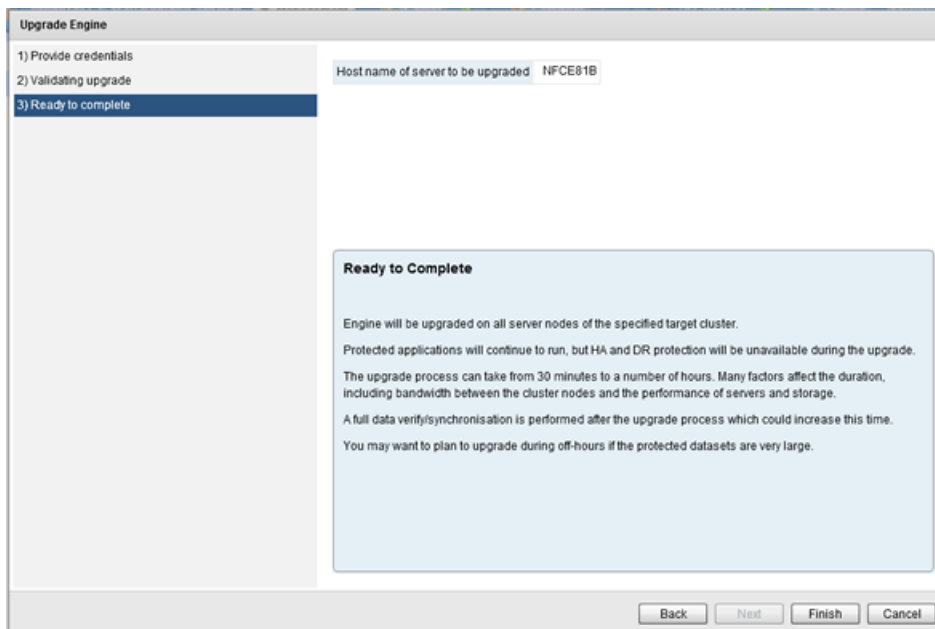 Upgrade Engine
1) Provide credentials
2) Validating upgrade
3) Ready to complete
Host name of server to be upgraded NFCE81B
Ready to Complete
Engine will be upgraded on all server nodes of the specified target cluster.
Protected applications will continue to run, but HA and DR protection will be unavailable during the upgrade.
The upgrade process can take from 30 minutes to a number of hours. Many factors affect the duration,
including bandwidth between the cluster nodes and the performance of servers and storage.
A full data verify/synchronisation is performed after the upgrade process which could increase this time.
You may want to plan to upgrade during off-hours if the protected datasets are very large.
Back Next Finish Cancel